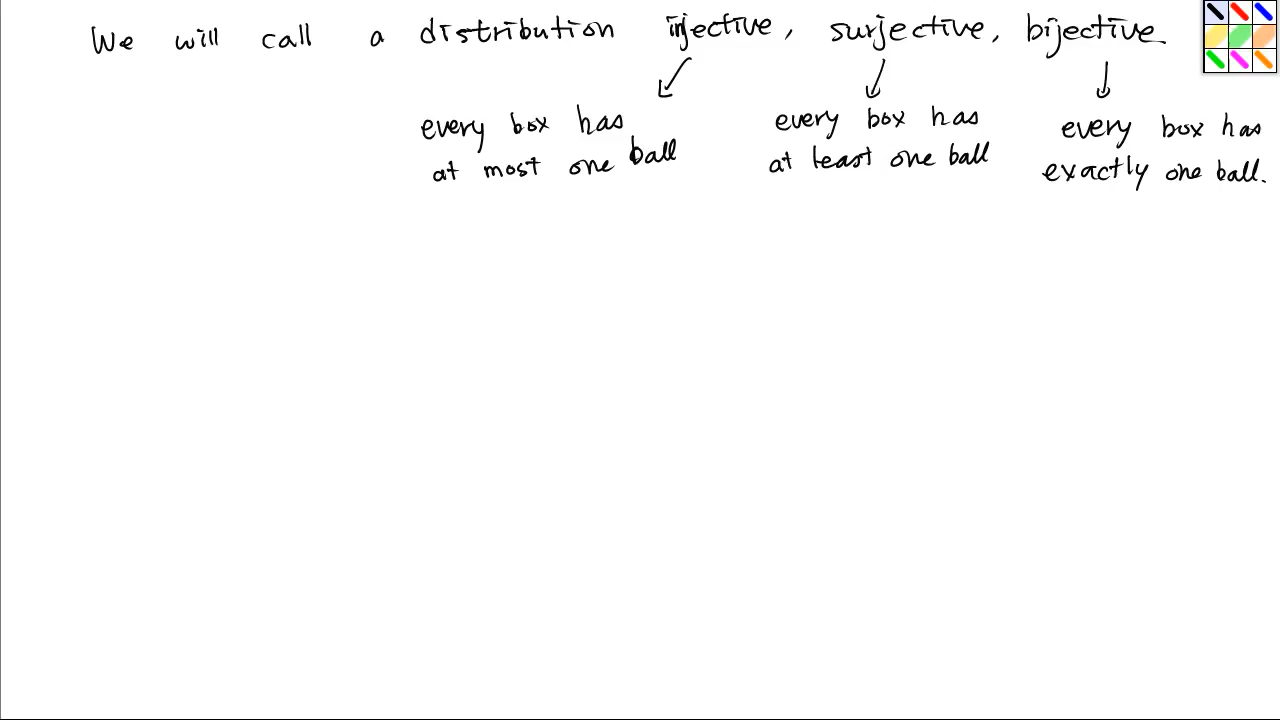 We will call a distribution injective, surjective, bijective
every box has
at most one ball
every box has
at least one ball
every box has
exactly one ball.